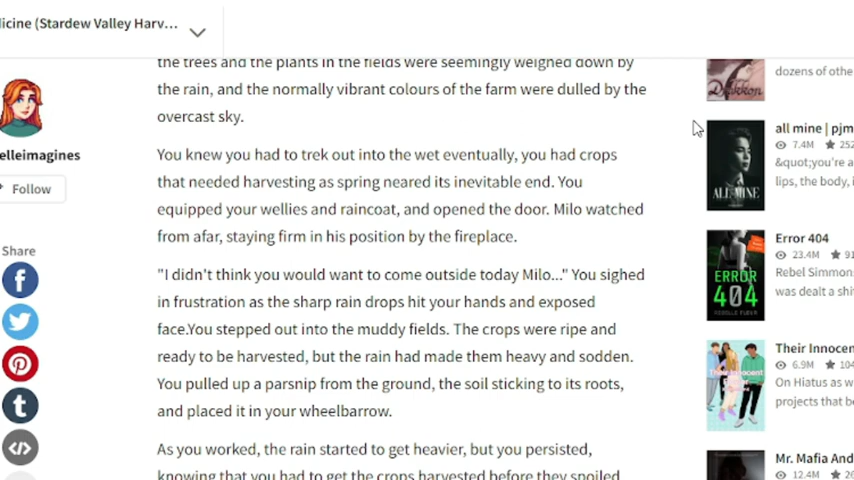 dicine (Stardew Valley Harv...
the trees and the plants in the fields were seemingly weighed down by
the rain, and the normally vibrant colours of the farm were dulled by the
overcast sky.
You knew you had to trek out into the wet eventually, you had crops
that needed harvesting as spring neared its inevitable end. You
equipped your wellies and raincoat, and opened the door. Milo watched
from afar, staying firm in his position by the fireplace.
"I didn't think you would want to come outside today Milo..." You sighed
in frustration as the sharp rain drops hit your hands and exposed
face.You stepped out into the muddy fields. The crops were ripe and
ready to be harvested, but the rain had made them heavy and sodden.
You pulled up a parsnip from the ground, the soil sticking to its roots,
and placed it in your wheelbarrow.
As you worked, the rain started to get heavier, but you persisted,
knowing that you had to get the crops harvested before they spoiled
elleimagines
Follow
Share
dozens of othe
all mine | pjm
7.4M 252
&quot;you're a
lips, the body, i
ALL MINE
Error 404
23.4M 91
Rebel Simmons
was dealt a shi
ERROR
404
Their Innocen
6.9M 104
On Hiatus as w
projects that be
Mr. Mafia And
12.4M 20